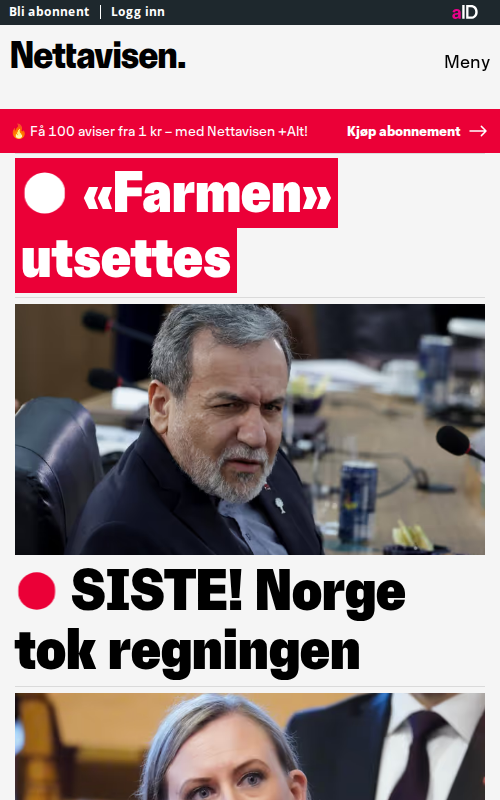 Bli abonnent | Logg inn
aID
Nettavisen.
Meny
🔥 Få 100 aviser fra 1 kr – med Nettavisen +Alt!
Kjøp abonnement →
«Farmen»
utsettes
SISTE! Norge
tok regningen